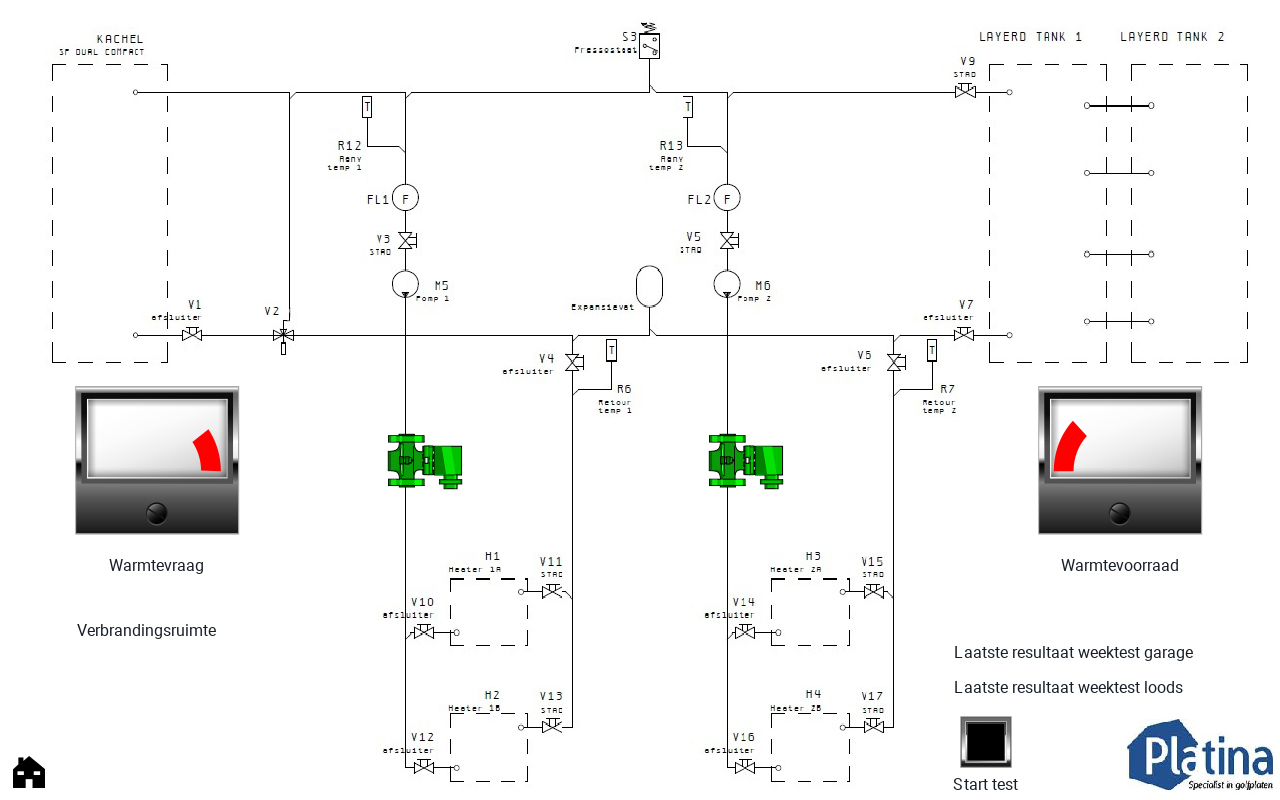 KACHEL
SP DUAL COMPACT
S3
Pressostaat
LAYERD TANK 1
LAYERD TANK 2
V9
STAD
T
T
R12
Aanv
temp 1
R13
Aanv
temp 2
FL1
F
FL2
F
V3
STAD
V5
STAD
M5
Pomp 1
M6
Pomp 2
Expansievat
V1
afsluiter
V2
V7
afsluiter
V4
afsluiter
T
V6
afsluiter
T
R6
Retour
temp 1
R7
Retour
temp 2
Warmtevraag
Warmtevoorraad
H1
Heater 1A
V11
STAD
H3
Heater 2A
V15
STAD
V10
afsluiter
V14
afsluiter
Verbrandingsruimte
Laatste resultaat weektest garage
Laatste resultaat weektest loods
H2
Heater 1B
V13
STAD
H4
Heater 2B
V17
STAD
V12
afsluiter
V16
afsluiter
Start test
Platina
Specialist in golfplaten